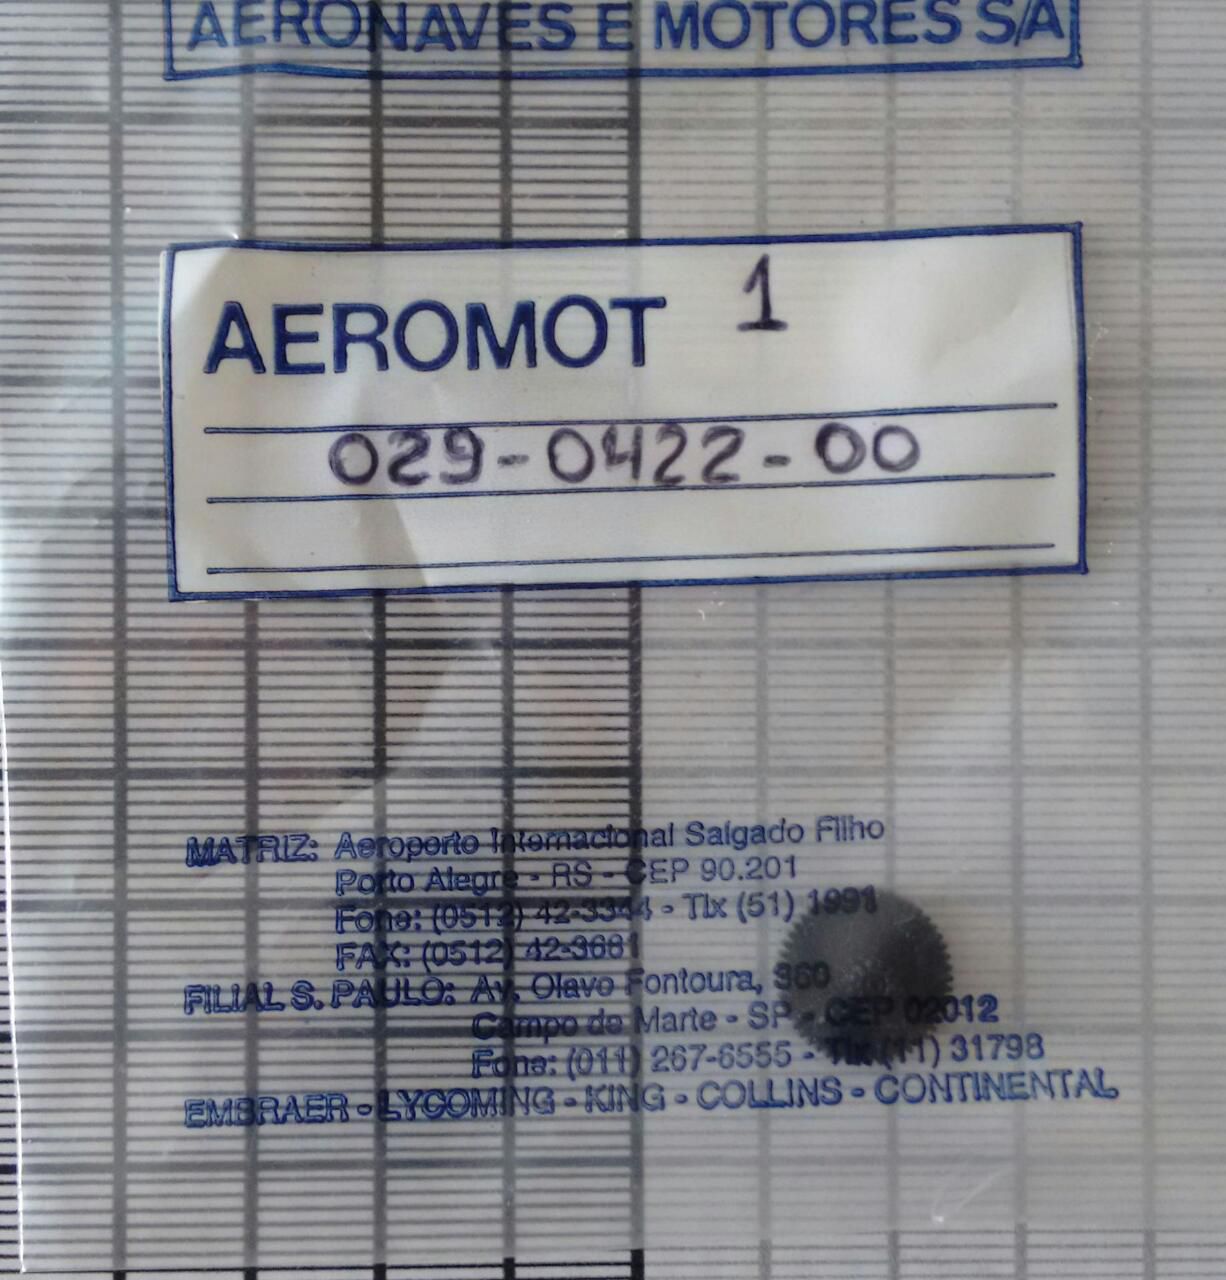 AERONAVES E MOTORES S/A
AEROMOT 1
029-0422-00
MATRIZ: Aeroporto Internacional Salgado Filho
Porto Alegre - RS - CEP 90.201
Fone: (0512) 42-3344 - Tlx (51) 1991
FAX: (0512) 42-3681
FILIAL S. PAULO: Av. Olavo Fontoura, 360
Campo de Marte - SP - CEP 02012
Fone: (011) 267-6555 - Tlx (11) 31798
EMBRAER - LYCOMING - KING - COLLINS - CONTINENTAL